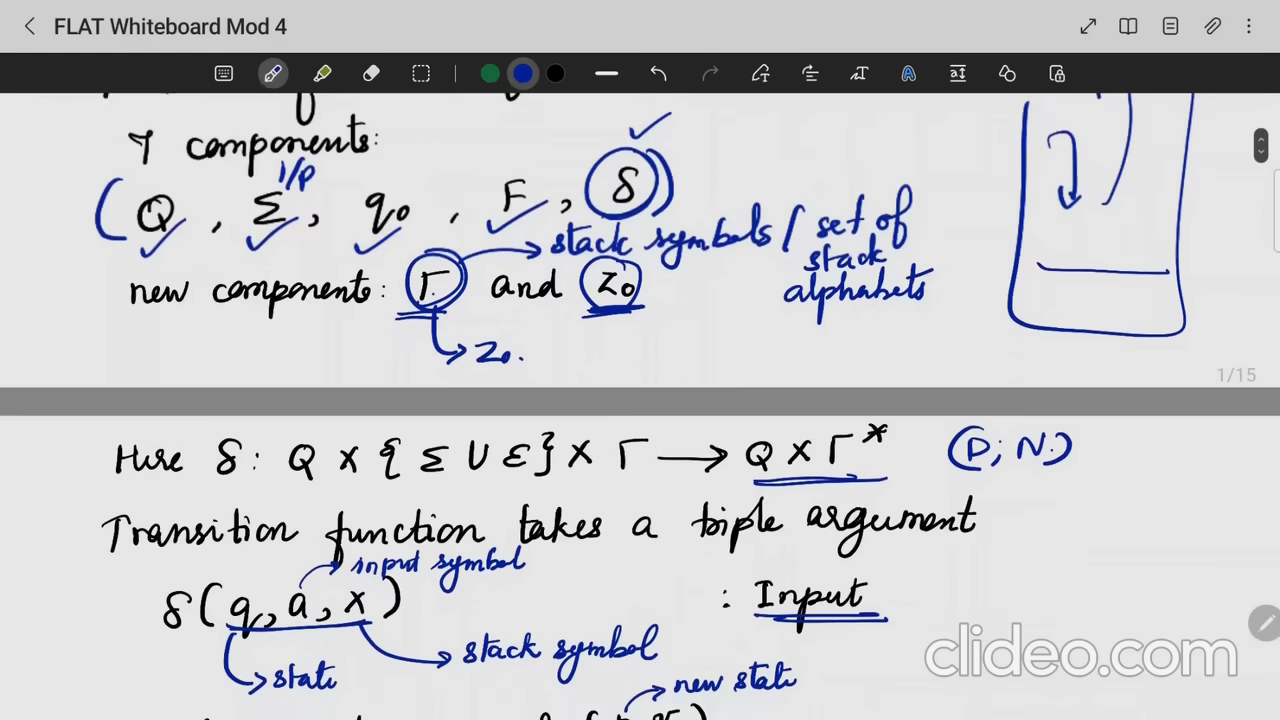 FLAT Whiteboard Mod 4
7 components:
I/P
(Q, Σ, q0, F, δ)
stack symbols / set of
stack
alphabets
new components: Γ and Z0
Z0.
1/15
Here δ: Q X {Σ U ε} X Γ → Q X Γ* (P, N.)
Transition function takes a triple argument
input symbol
δ(q, a, x) : Input
stack symbol
state
new state
clideo.com